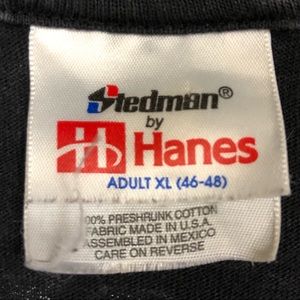 Stedman®
by
Hanes
ADULT XL (46-48)
100% PRESHRUNK COTTON
FABRIC MADE IN U.S.A.
ASSEMBLED IN MEXICO
CARE ON REVERSE